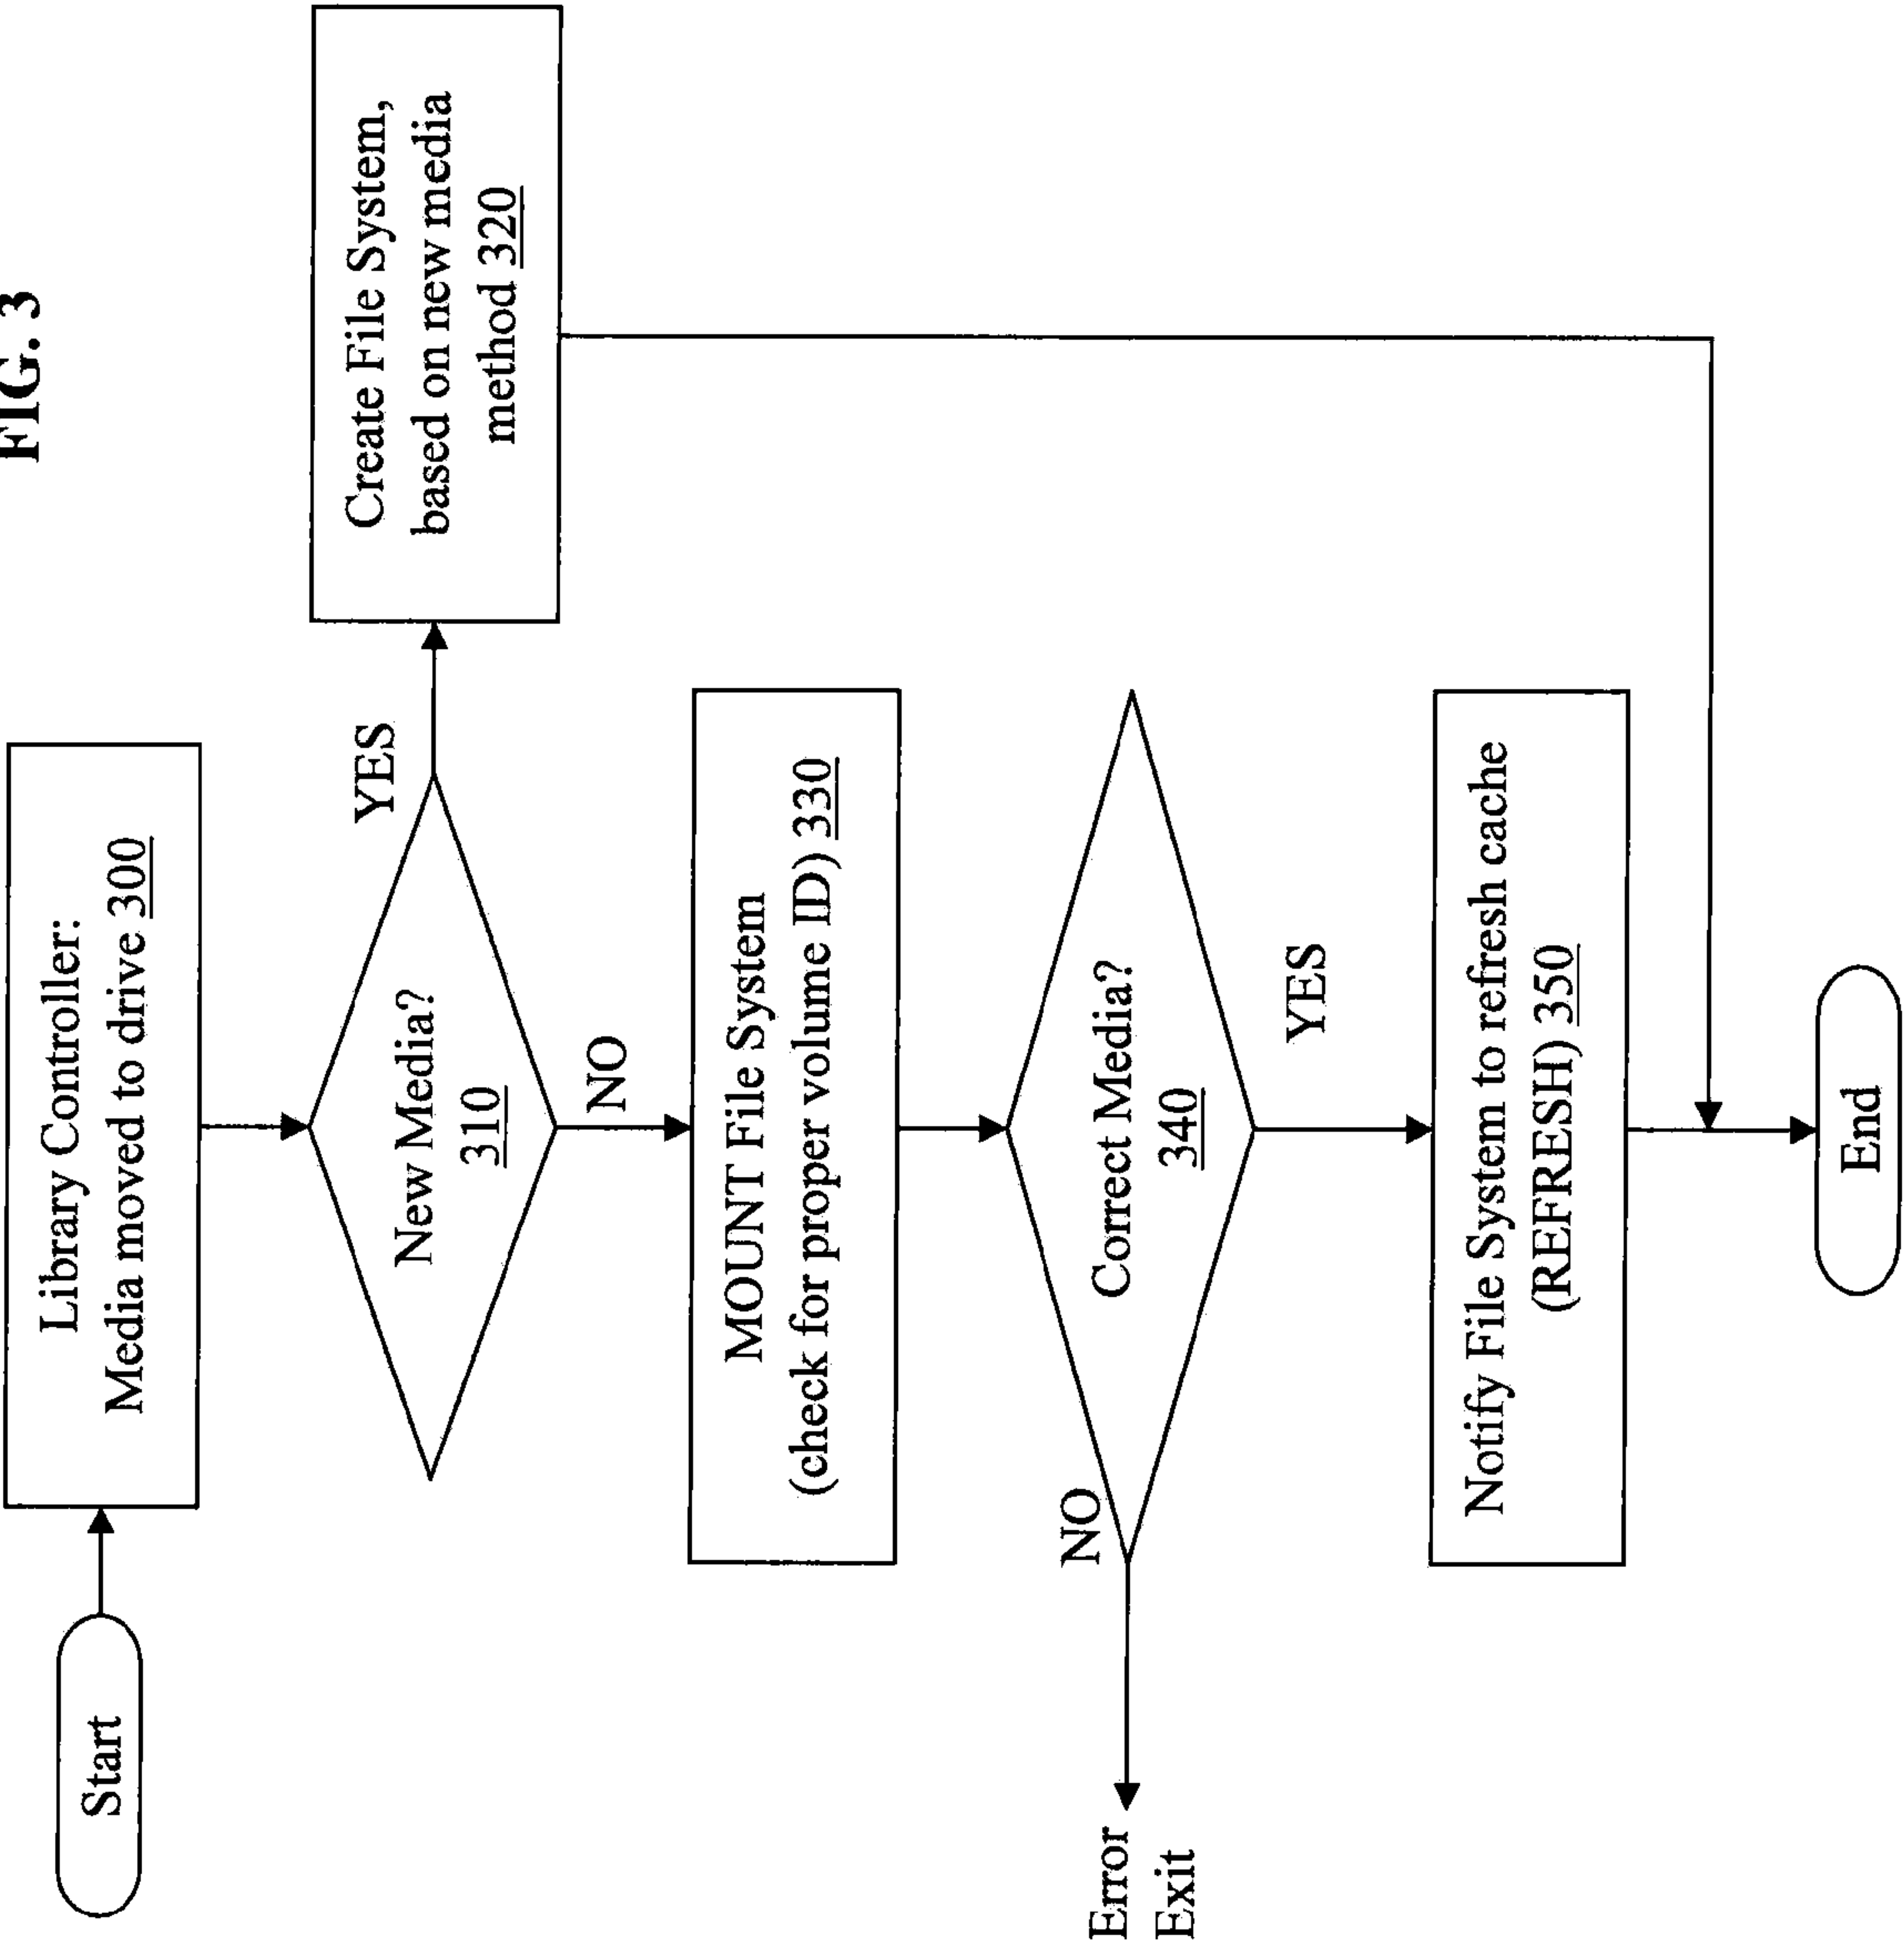 FIG. 3
Start
Library Controller:
Media moved to drive 300
New Media?
310
YES
Create File System,
based on new media
method 320
NO
MOUNT File System
(check for proper volume ID) 330
Correct Media?
340
NO
Error
Exit
YES
Notify File System to refresh cache
(REFRESH) 350
End